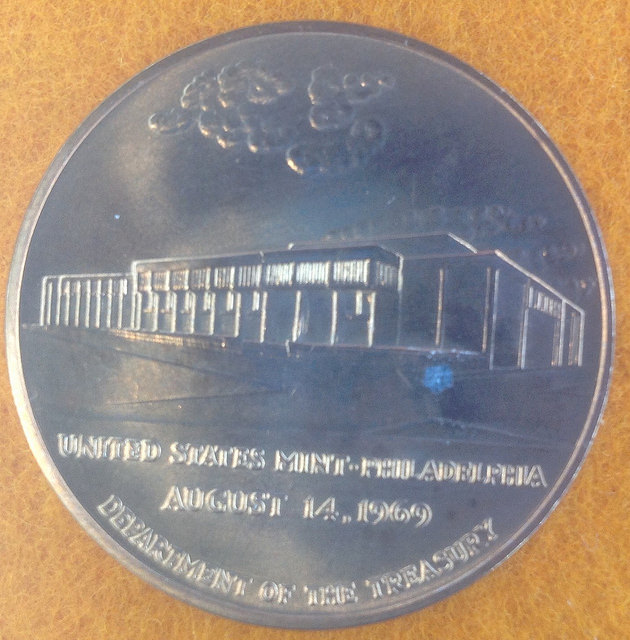 UNITED STATES MINT·PHILADELPHIA
AUGUST 14, 1969
DEPARTMENT OF THE TREASURY